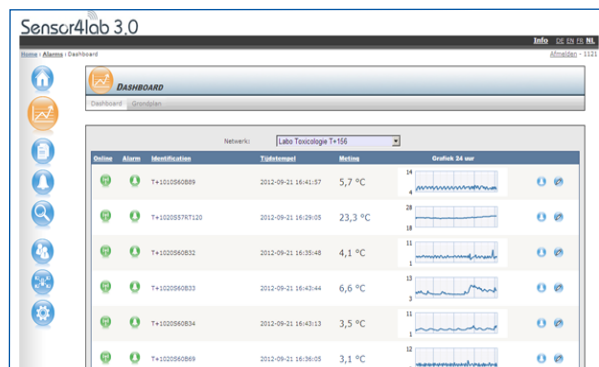 Sensor4lab 3.0
Info DE EN FR NL
Home : Alarms : Dashboard
Afmelden - 1121
DASHBOARD
Dashboard Grondplan
Netwerk: Labo Toxicologie T+156
Online Alarm Identification Tijdstempel Meting Grafiek 24 uur
T+1010S60B89 2012-09-21 16:41:57 5,7 °C 14 4
T+1020S57RT120 2012-09-21 16:29:05 23,3 °C 28 18
T+1020S60B32 2012-09-21 16:35:48 4,1 °C 11 1
T+1020S60B33 2012-09-21 16:43:44 6,6 °C 13 3
T+1020S60B34 2012-09-21 16:43:13 3,5 °C 11 1
T+1020S60B69 2012-09-21 16:36:05 3,1 °C 12